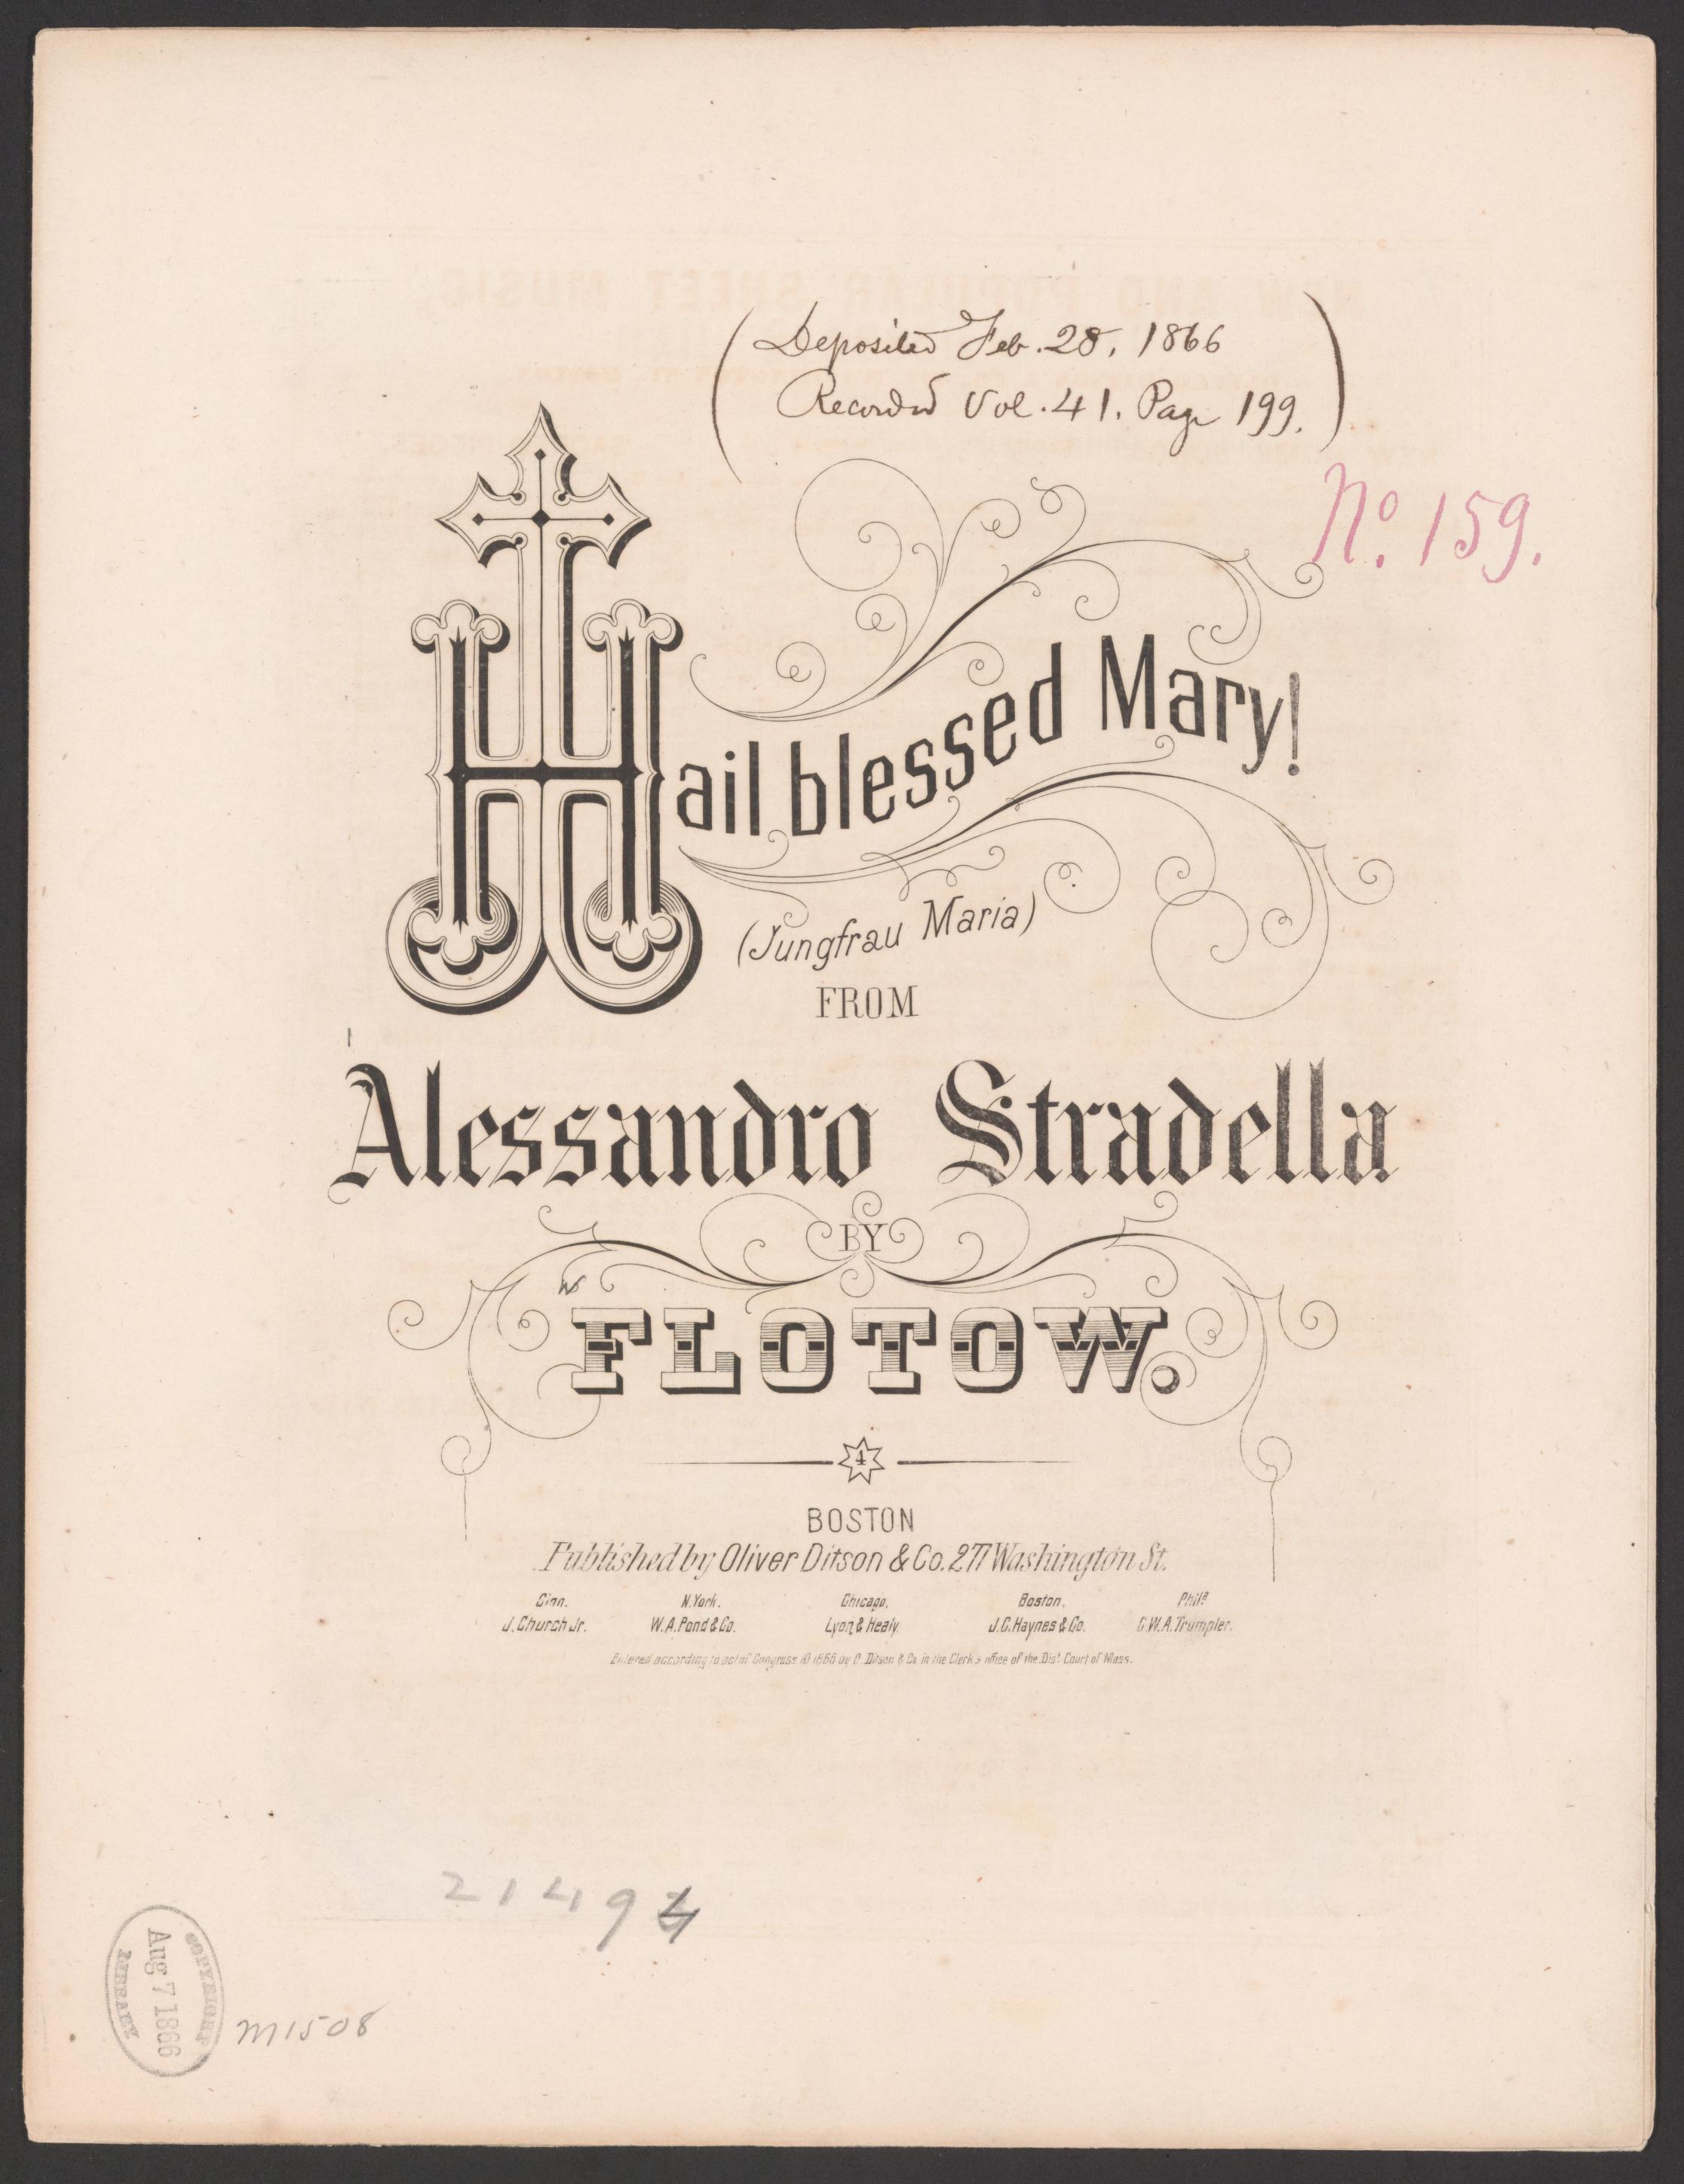 (Deposited Feb. 28, 1866
Recorded Vol. 41. Page 199.)
No. 159.
Hail blessed Mary!
(Jungfrau Maria)
FROM
Alessandro Stradella
BY
FLOTOW.
4
BOSTON
Published by Oliver Ditson & Co. 277 Washington St.
Cinn. N.York. Chicago. Boston. Philª
J. Church Jr. W.A. Pond & Co. Lyon & Healy. J.C. Haynes & Co. C.W.A. Trumpler.
Entered according to act of Congress AD 1866 by O. Ditson & Co. in the Clerk's office of the Dist. Court of Mass.
2149
COPYRIGHT
Aug 7 1866
LIBRARY
M1508